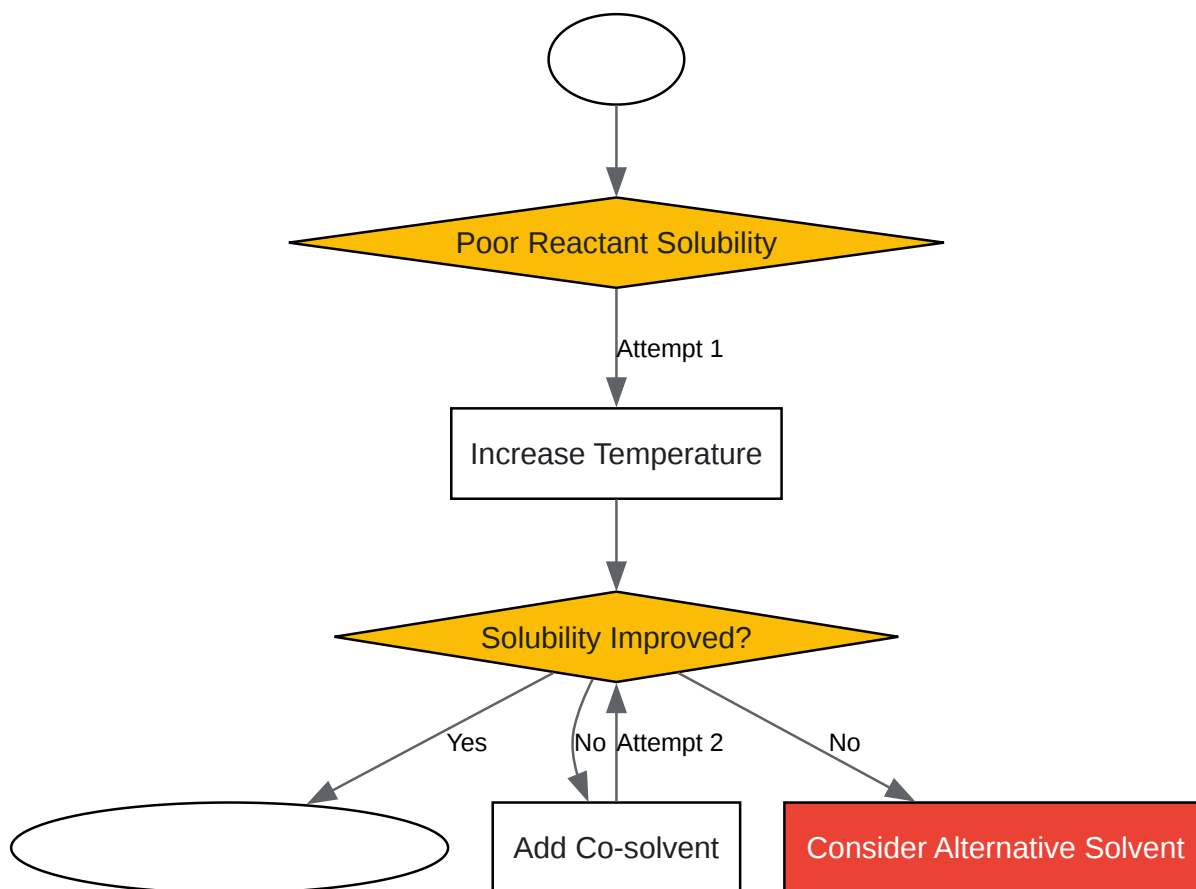 Poor Reactant Solubility
Attempt 1
Increase Temperature
Solubility Improved?
Yes
No
Attempt 2
No
Add Co-solvent
Consider Alternative Solvent